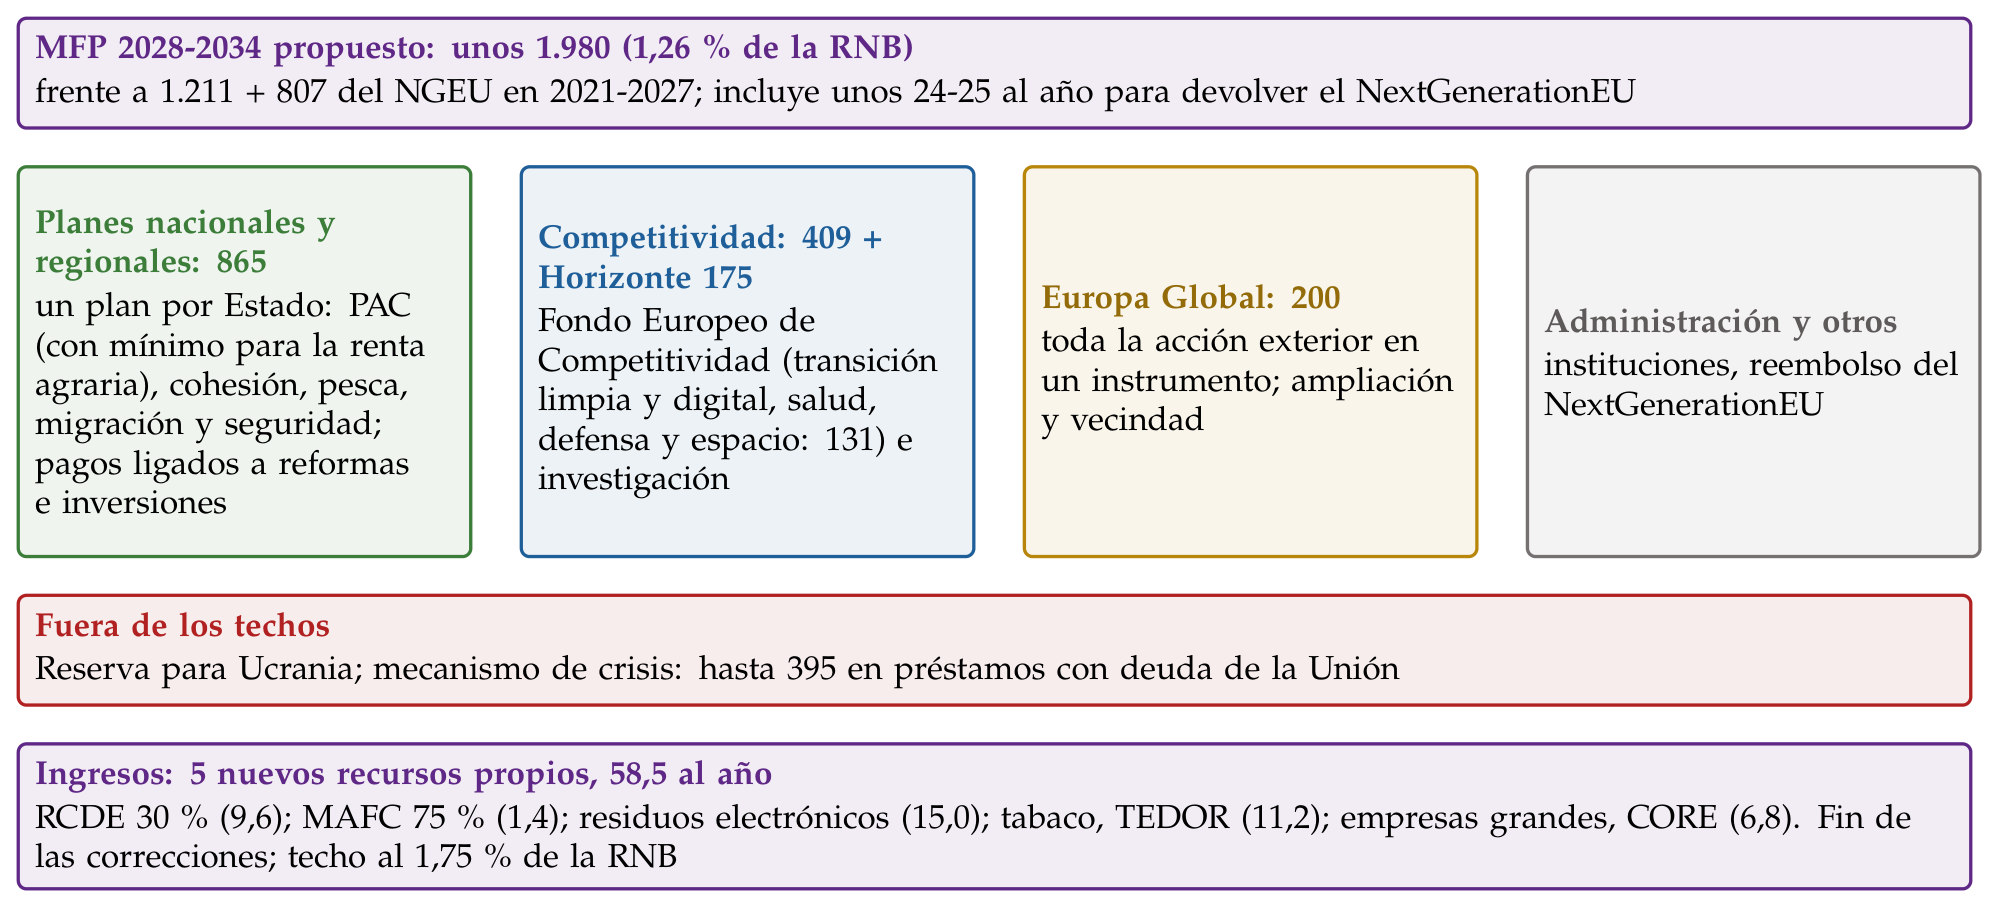 MFP 2028-2034 propuesto: unos 1.980 (1,26 % de la RNB)
frente a 1.211 + 807 del NGEU en 2021-2027; incluye unos 24-25 al año para devolver el NextGenerationEU
Planes nacionales y
regionales: 865
un plan por Estado: PAC
(con mínimo para la renta
agraria), cohesión, pesca,
migración y seguridad;
pagos ligados a reformas
e inversiones
Competitividad: 409 +
Horizonte 175
Fondo Europeo de
Competitividad (transición
limpia y digital, salud,
defensa y espacio: 131) e
investigación
Europa Global: 200
toda la acción exterior en
un instrumento; ampliación
y vecindad
Administración y otros
instituciones, reembolso del
NextGenerationEU
Fuera de los techos
Reserva para Ucrania; mecanismo de crisis: hasta 395 en préstamos con deuda de la Unión
Ingresos: 5 nuevos recursos propios, 58,5 al año
RCDE 30 % (9,6); MAFC 75 % (1,4); residuos electrónicos (15,0); tabaco, TEDOR (11,2); empresas grandes, CORE (6,8). Fin de
las correcciones; techo al 1,75 % de la RNB